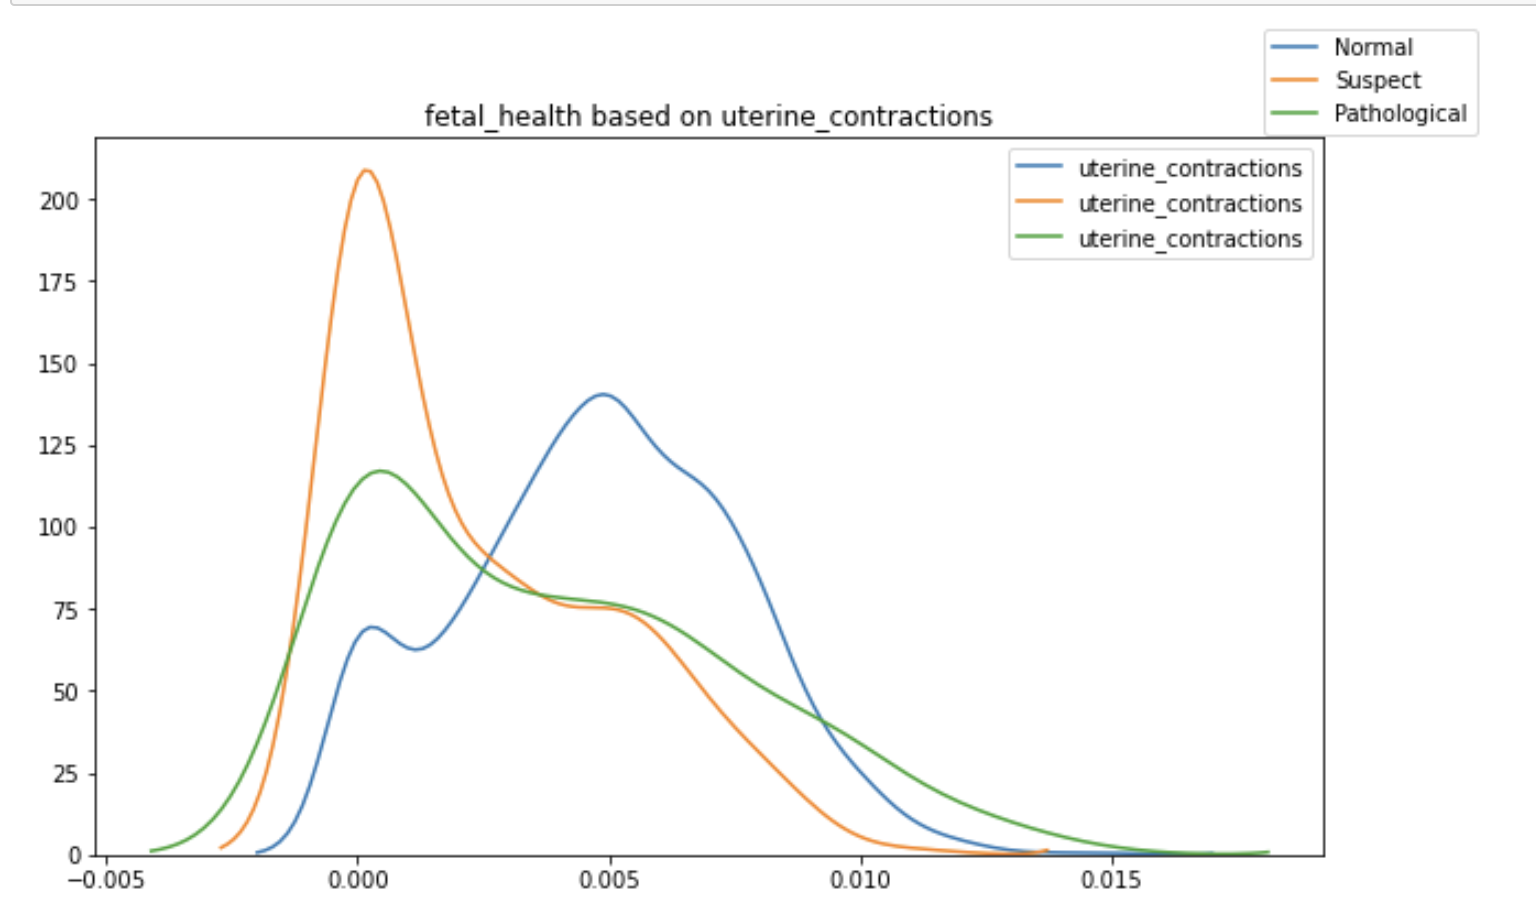 Normal
Suspect
Pathological
fetal_health based on uterine_contractions
uterine_contractions
uterine_contractions
uterine_contractions
200
175
150
125
100
75
50
25
0
−0.005
0.000
0.005
0.010
0.015